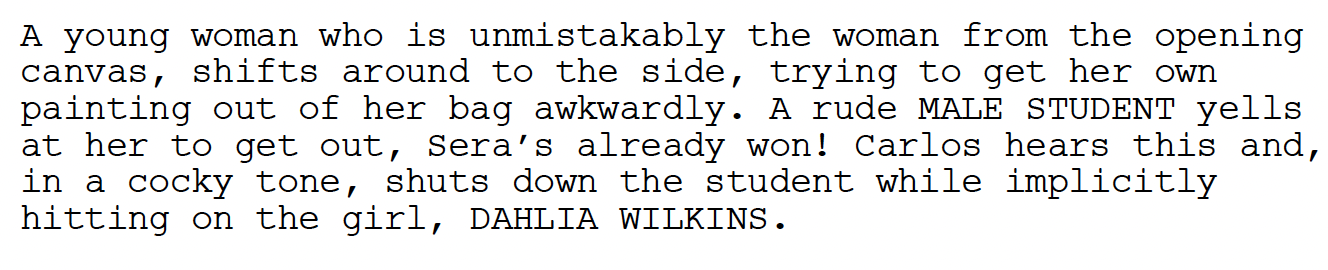 A young woman who is unmistakably the woman from the opening
canvas, shifts around to the side, trying to get her own
painting out of her bag awkwardly. A rude MALE STUDENT yells
at her to get out, Sera’s already won! Carlos hears this and,
in a cocky tone, shuts down the student while implicitly
hitting on the girl, DAHLIA WILKINS.